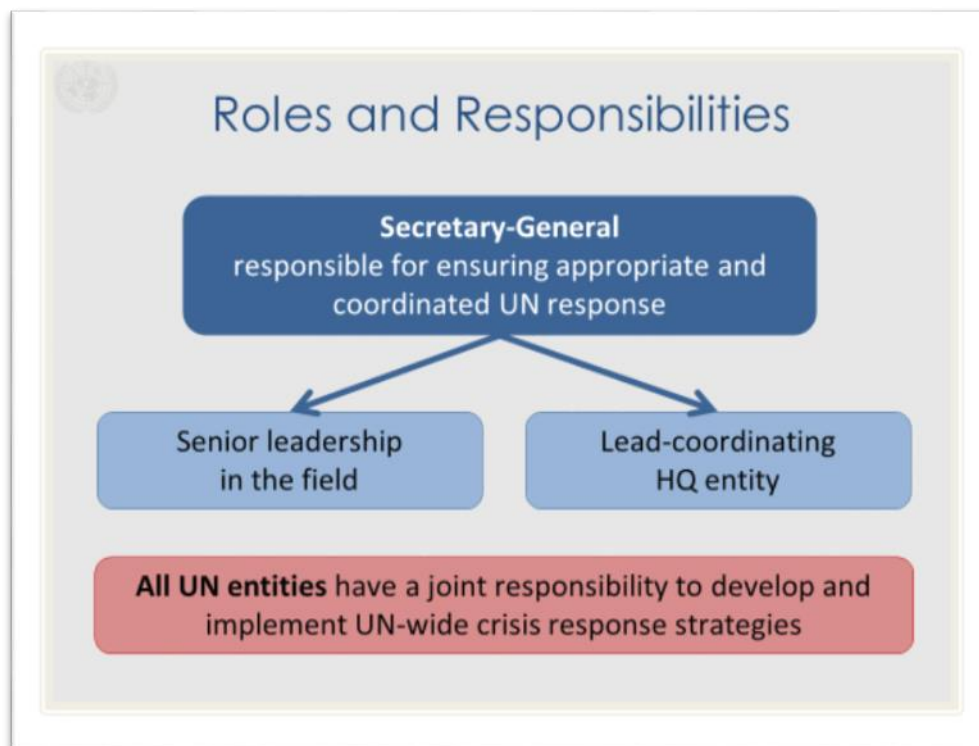 Roles and Responsibilities
Secretary-General
responsible for ensuring appropriate and
coordinated UN response
Senior leadership
in the field
Lead-coordinating
HQ entity
All UN entities have a joint responsibility to develop and
implement UN-wide crisis response strategies